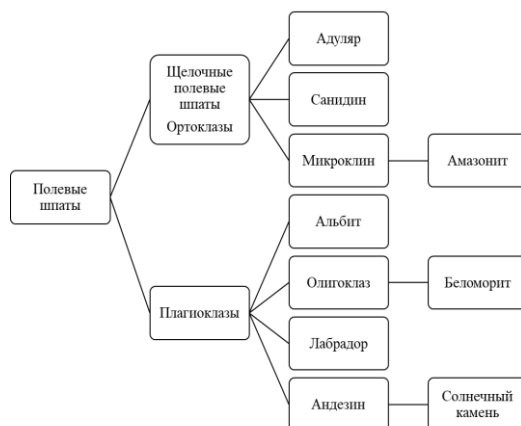 Адуляр
Щелочные
полевые
шпаты
Ортоклазы
Санидин
Микроклин
Амазонит
Полевые
шпаты
Альбит
Плагиоклазы
Олигоклаз
Беломорит
Лабрадор
Андезин
Солнечный
камень